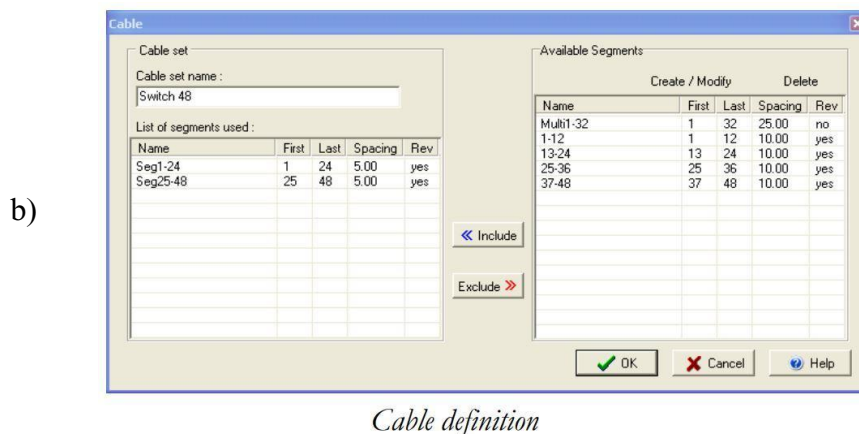 Cable
Cable set
Cable set name :
Switch 48
List of segments used :
Name First Last Spacing Rev
Seg1-24 1 24 5.00 yes
Seg25-48 25 48 5.00 yes
b)
« Include
Exclude »
Available Segments
Create / Modify Delete
Name First Last Spacing Rev
Multi1-32 1 32 25.00 no
1-12 1 12 10.00 yes
13-24 13 24 10.00 yes
25-36 25 36 10.00 yes
37-48 37 48 10.00 yes
OK Cancel Help
Cable definition